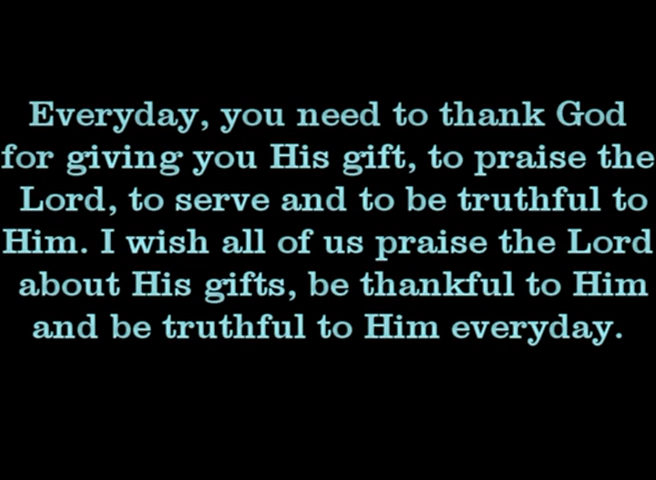 Everyday, you need to thank God
for giving you His gift, to praise the
Lord, to serve and to be truthful to
Him. I wish all of us praise the Lord
about His gifts, be thankful to Him
and be truthful to Him everyday.